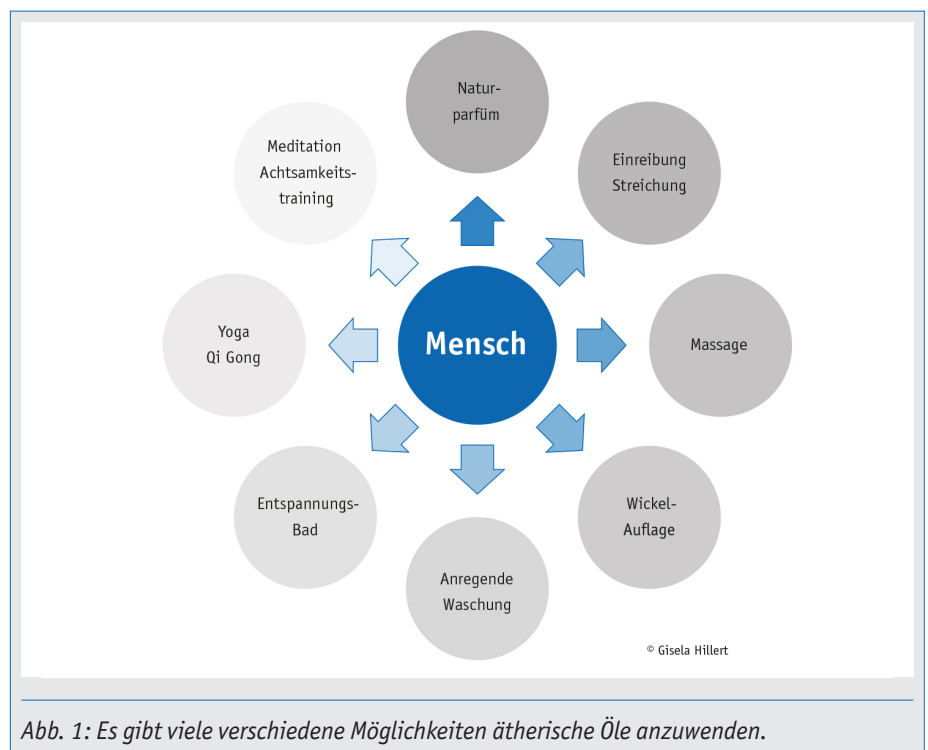 Natur-
parfüm
Einreibung
Streichung
Massage
Wickel-
Auflage
Anregende
Waschung
Entspannungs-
Bad
Yoga
Qi Gong
Meditation
Achtsamkeits-
training
Mensch
© Gisela Hillert
Abb. 1: Es gibt viele verschiedene Möglichkeiten ätherische Öle anzuwenden.